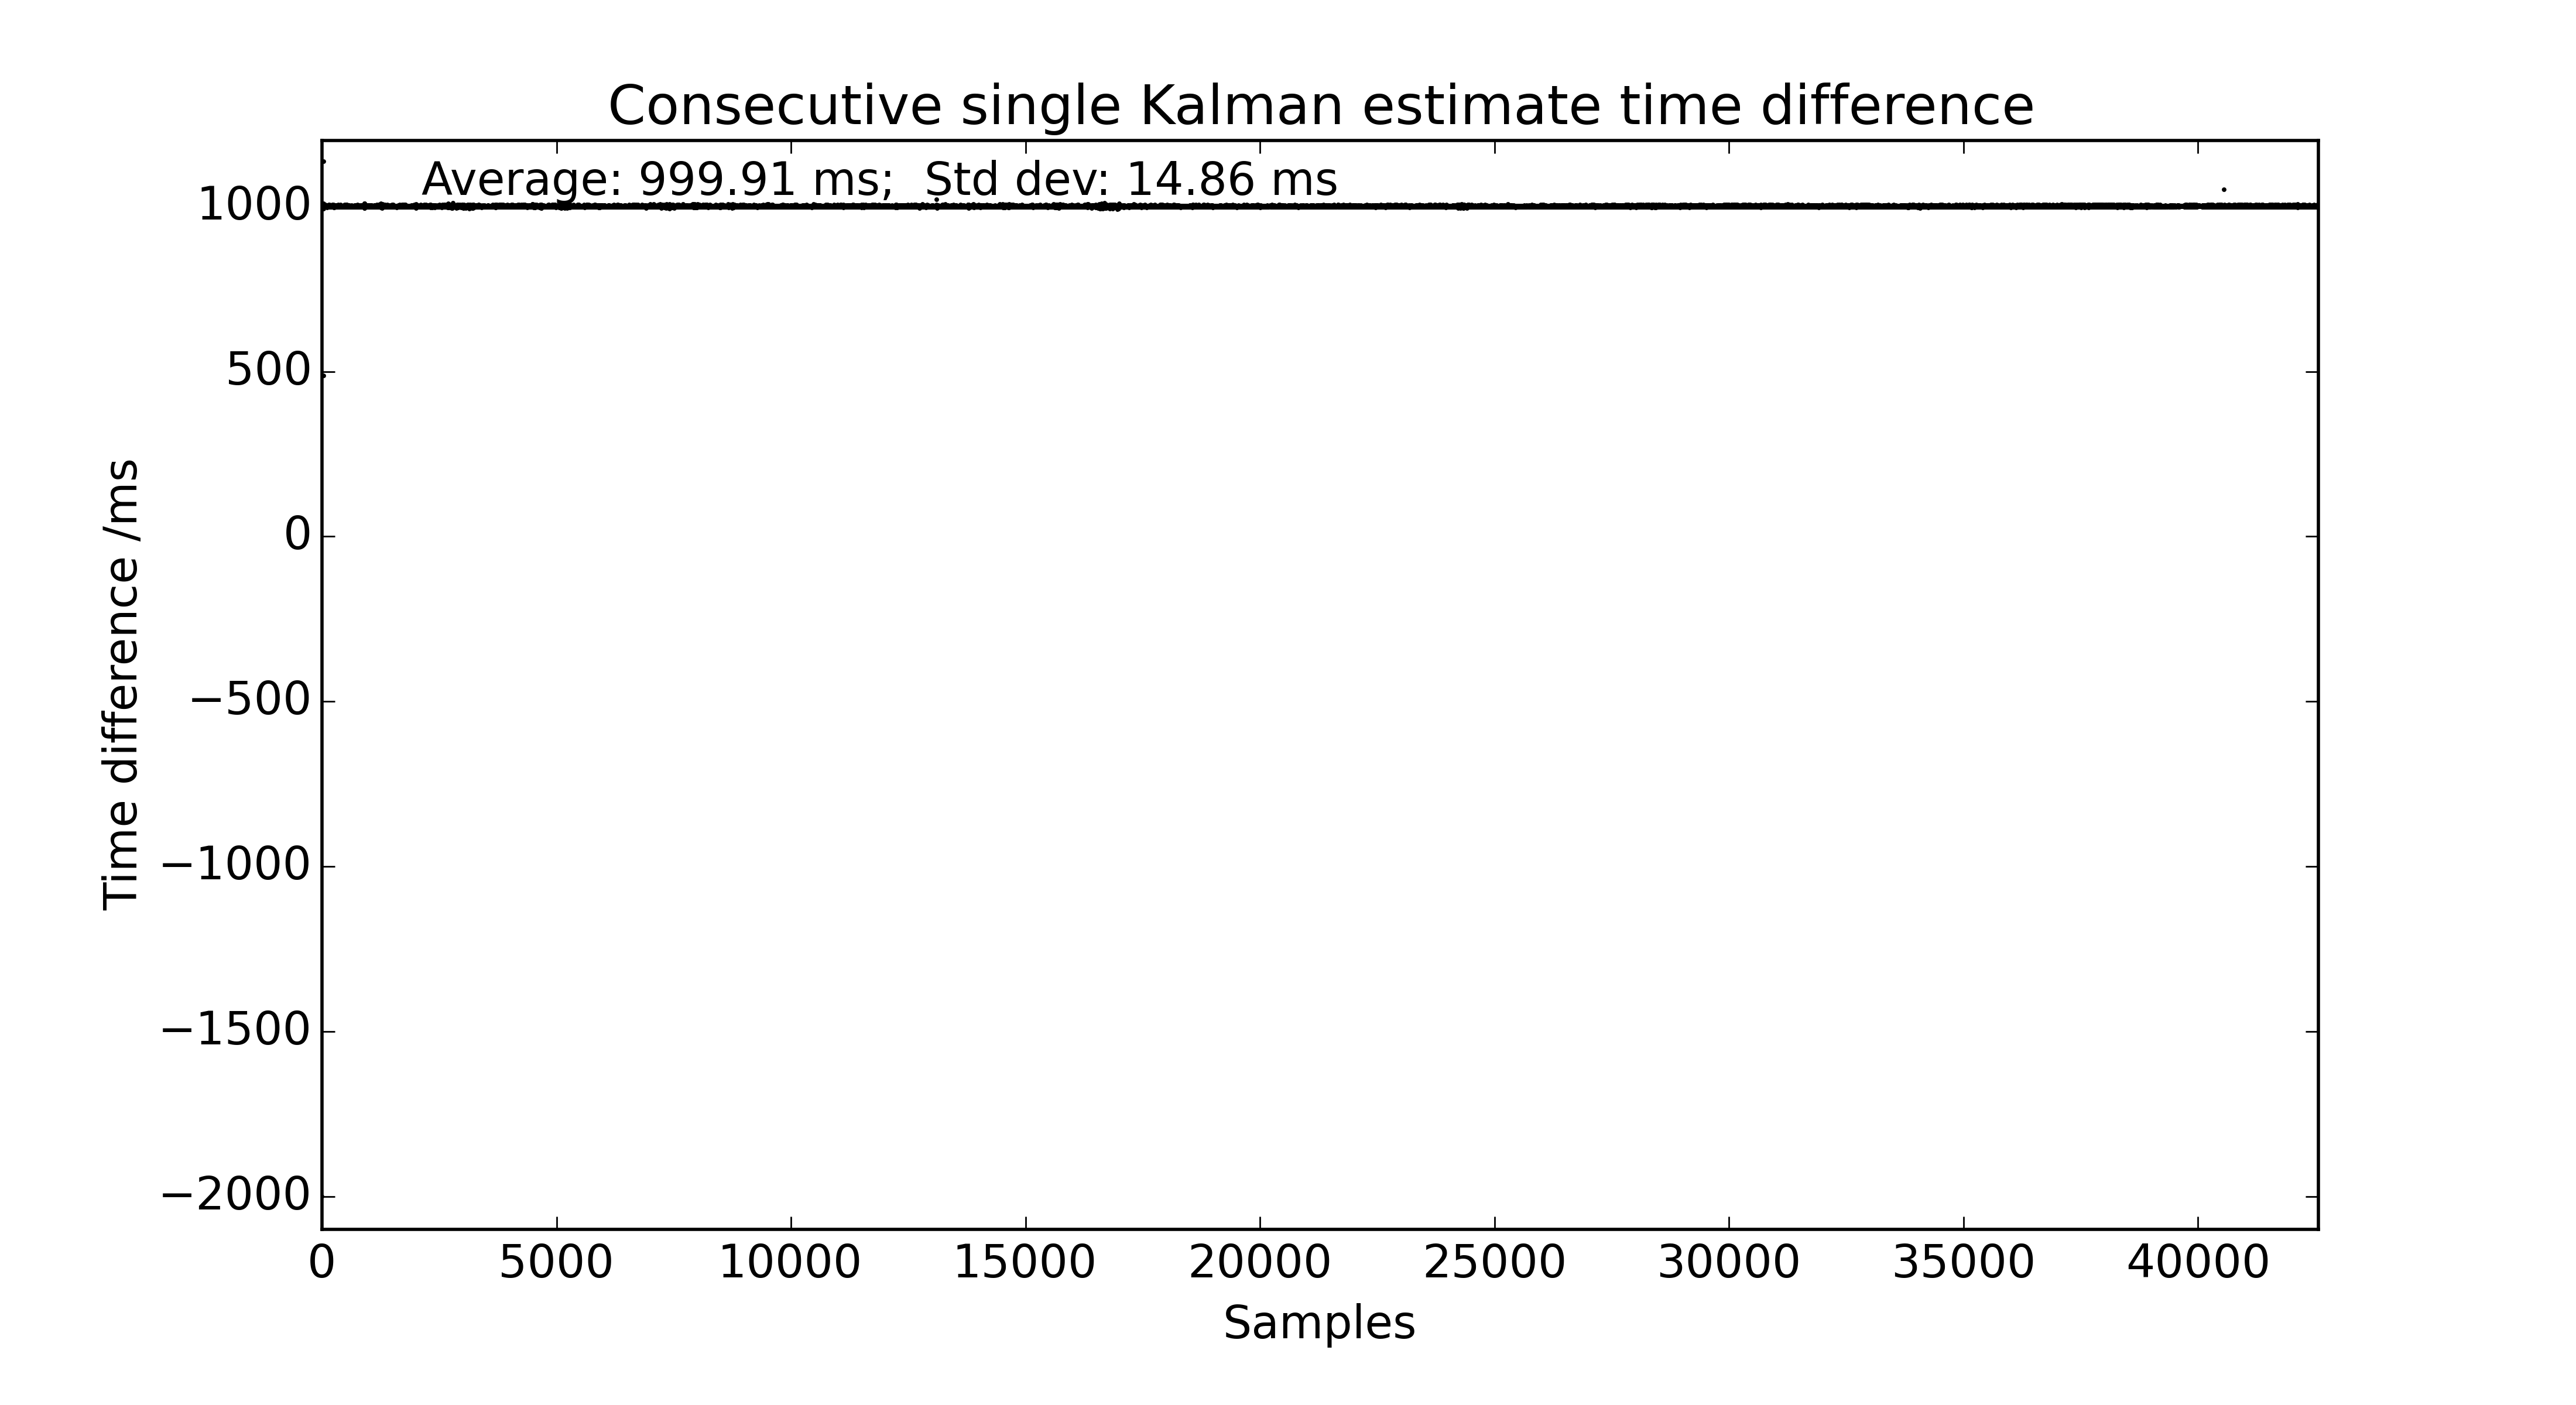 Consecutive single Kalman estimate time difference
Average: 999.91 ms;  Std dev: 14.86 ms
1000
500
0
−500
−1000
−1500
−2000
Time difference /ms
0 5000 10000 15000 20000 25000 30000 35000 40000
Samples